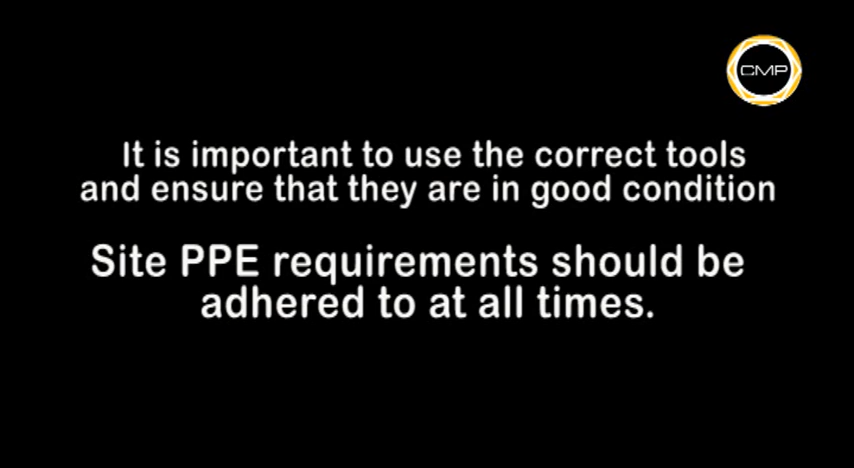 CMP
It is important to use the correct tools
and ensure that they are in good condition
Site PPE requirements should be
adhered to at all times.